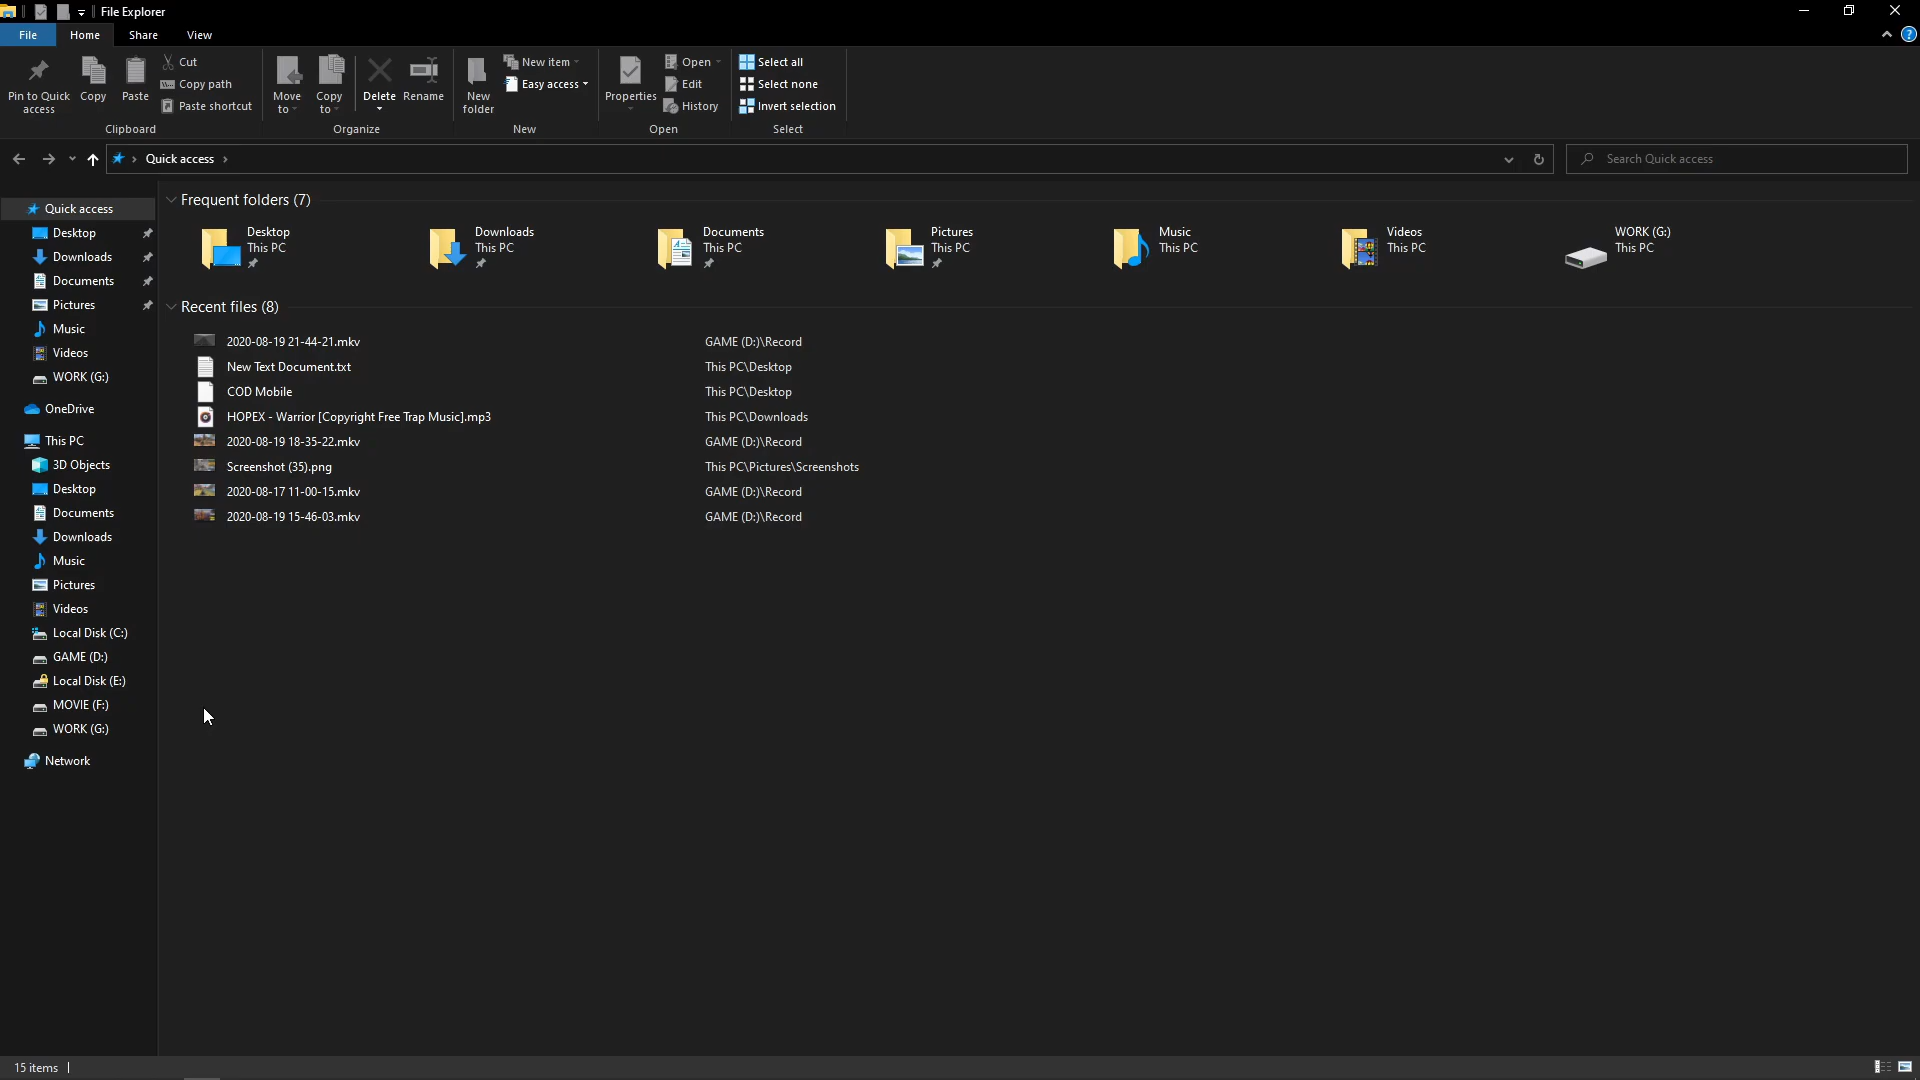 File Explorer
File Home Share View
Pin to Quick access
Copy
Paste
Cut
Copy path
Paste shortcut
Clipboard
Move to
Copy to
Delete
Rename
Organize
New folder
New item
Easy access
New
Properties
Open
Edit
History
Open
Select all
Select none
Invert selection
Select
Quick access
Search Quick access
Quick access
Desktop
Downloads
Documents
Pictures
Music
Videos
WORK (G:)
OneDrive
This PC
3D Objects
Desktop
Documents
Downloads
Music
Pictures
Videos
Local Disk (C:)
GAME (D:)
Local Disk (E:)
MOVIE (F:)
WORK (G:)
Network
Frequent folders (7)
Desktop
This PC
Downloads
This PC
Documents
This PC
Pictures
This PC
Music
This PC
Videos
This PC
WORK (G:)
This PC
Recent files (8)
2020-08-19 21-44-21.mkv GAME (D:)\Record
New Text Document.txt This PC\Desktop
COD Mobile This PC\Desktop
HOPEX - Warrior [Copyright Free Trap Music].mp3 This PC\Downloads
2020-08-19 18-35-22.mkv GAME (D:)\Record
Screenshot (35).png This PC\Pictures\Screenshots
2020-08-17 11-00-15.mkv GAME (D:)\Record
2020-08-19 15-46-03.mkv GAME (D:)\Record
15 items